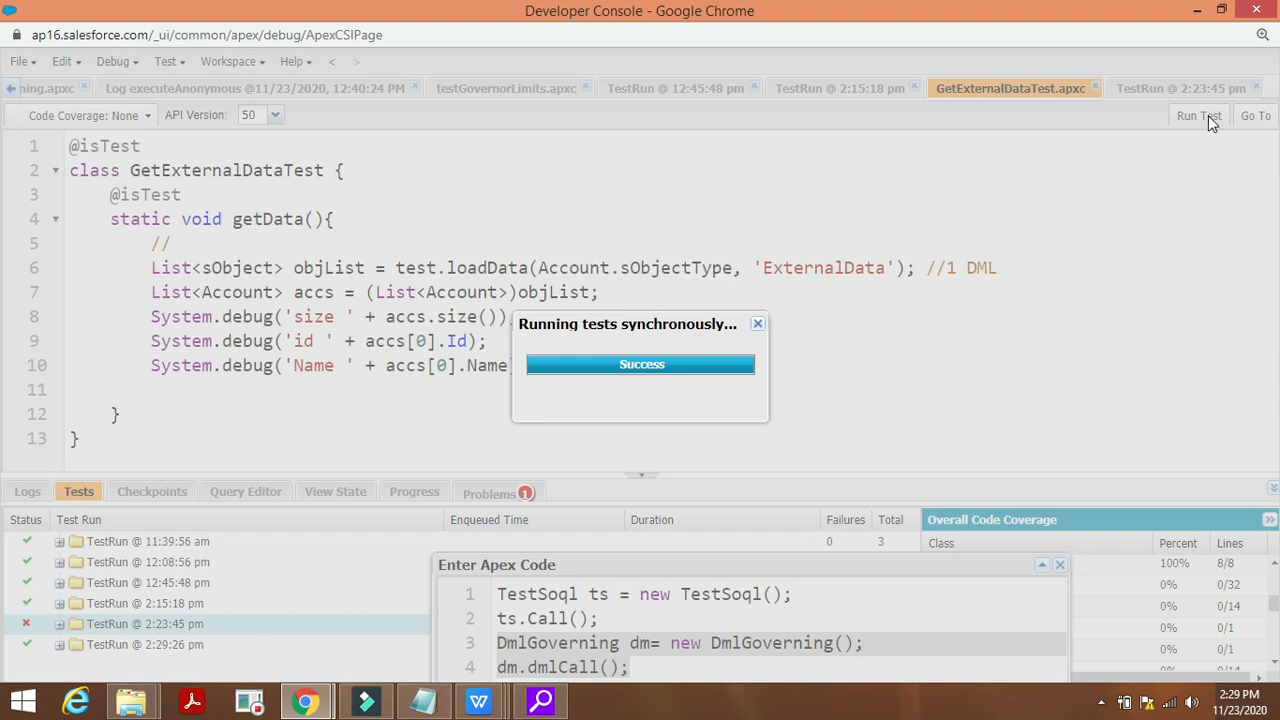 Developer Console - Google Chrome
ap16.salesforce.com/_ui/common/apex/debug/ApexCSIPage
File Edit Debug Test Workspace Help < >
ning.apxc Log executeAnonymous @11/23/2020, 12:40:24 PM testGovernorLimits.apxc TestRun @ 12:45:48 pm TestRun @ 2:15:18 pm GetExternalDataTest.apxc TestRun @ 2:23:45 pm
Code Coverage: None API Version: 50 Run Test Go To
1 @isTest
2 class GetExternalDataTest {
3 @isTest
4 static void getData(){
5 //
6 List<sObject> objList = test.loadData(Account.sObjectType, 'ExternalData'); //1 DML
7 List<Account> accs = (List<Account>)objList;
8 System.debug('size ' + accs.size())
9 System.debug('id ' + accs[0].Id);
10 System.debug('Name ' + accs[0].Name
11
12 }
13 }
Running tests synchronously...
Success
Logs Tests Checkpoints Query Editor View State Progress Problems 1
Status Test Run Enqueued Time Duration Failures Total Overall Code Coverage
Class Percent Lines
TestRun @ 11:39:56 am 0 3
TestRun @ 12:08:56 pm 100% 8/8
TestRun @ 12:45:48 pm 0% 0/32
TestRun @ 2:15:18 pm 0% 0/14
TestRun @ 2:23:45 pm 0% 0/1
TestRun @ 2:29:26 pm 0% 0/1
Enter Apex Code
1 TestSoql ts = new TestSoql();
2 ts.Call();
3 DmlGoverning dm= new DmlGoverning();
4 dm.dmlCall();
0% 0/14
2:29 PM
11/23/2020